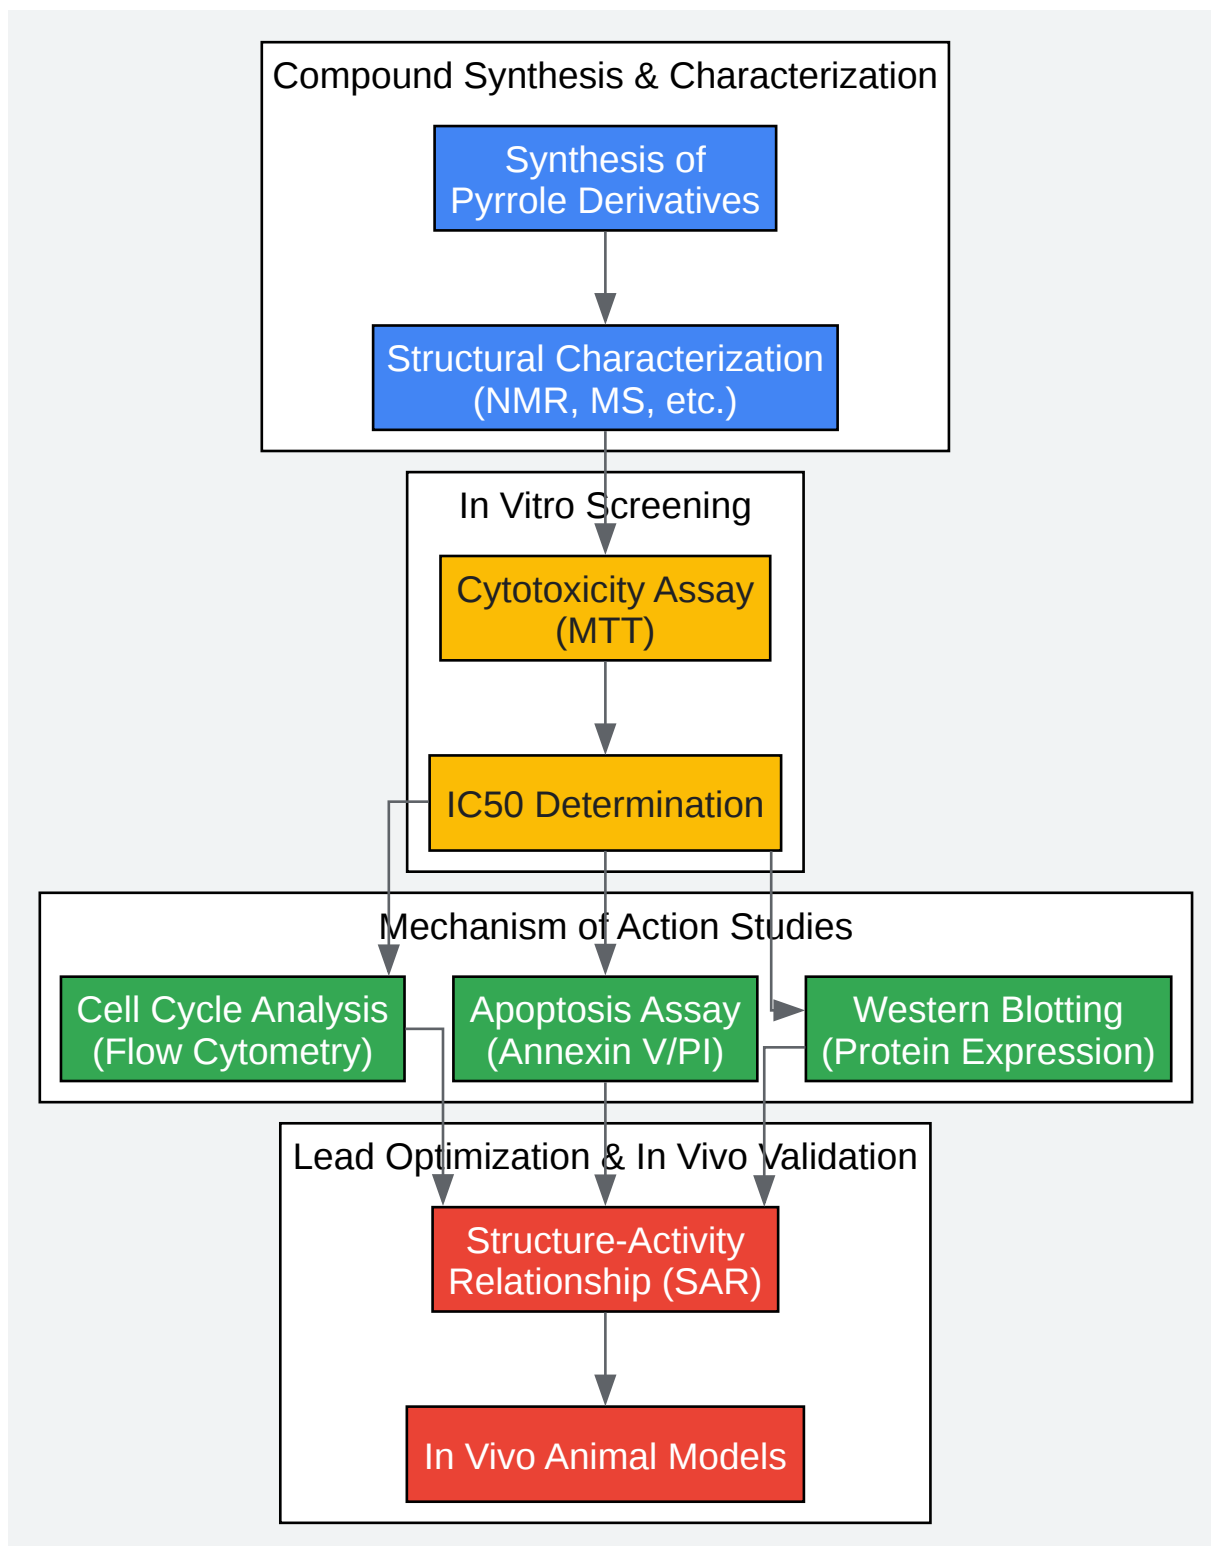 Compound Synthesis & Characterization
Synthesis of
Pyrrole Derivatives
Structural Characterization
(NMR, MS, etc.)
In Vitro Screening
Cytotoxicity Assay
(MTT)
IC50 Determination
Mechanism of Action Studies
Cell Cycle Analysis
(Flow Cytometry)
Apoptosis Assay
(Annexin V/PI)
Western Blotting
(Protein Expression)
Lead Optimization & In Vivo Validation
Structure-Activity
Relationship (SAR)
In Vivo Animal Models